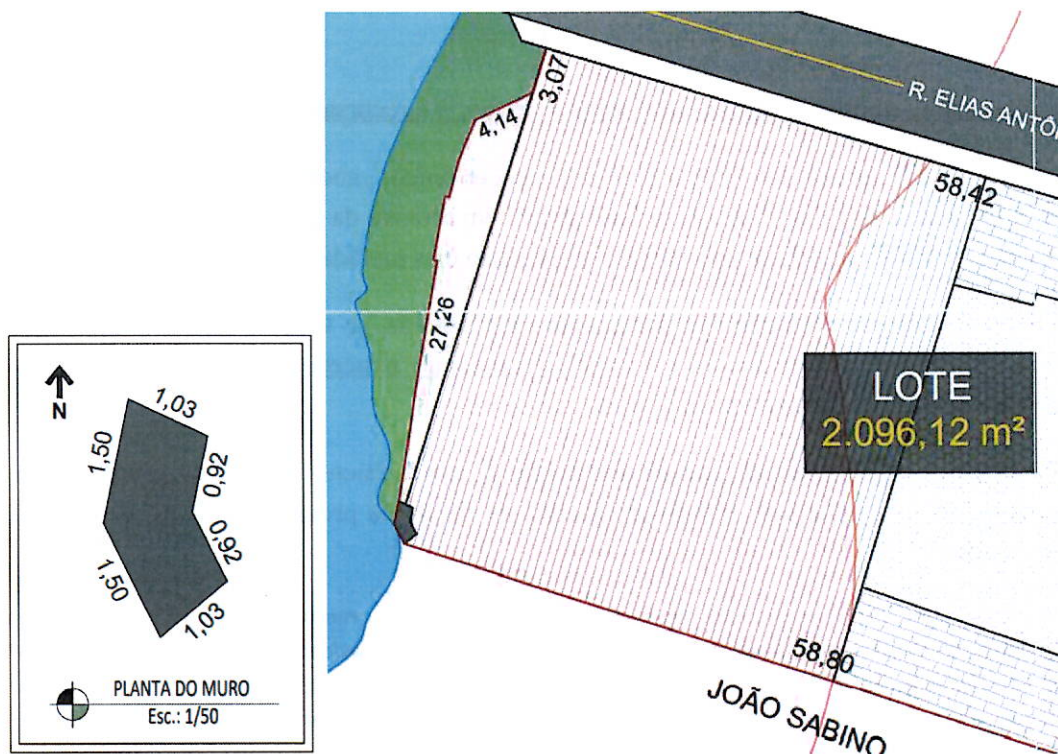 3,07
4,14
R. ELIAS ANTÔ
58,42
27,26
LOTE
2.096,12 m²
58,80
JOÃO SABINO
N
1,03
1,50
0,92
0,92
1,50
1,03
PLANTA DO MURO
Esc.: 1/50